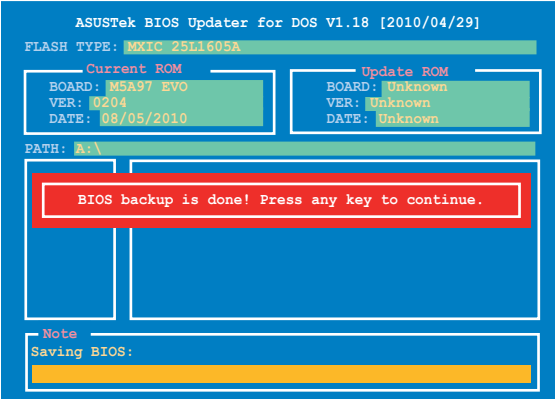 ASUSTek BIOS Updater for DOS V1.18 [2010/04/29]
FLASH TYPE: MXIC 25L1605A
Current ROM
BOARD: M5A97 EVO
VER: 0204
DATE: 08/05/2010
Update ROM
BOARD: Unknown
VER: Unknown
DATE: Unknown
PATH: A:\
BIOS backup is done! Press any key to continue.
Note
Saving BIOS: